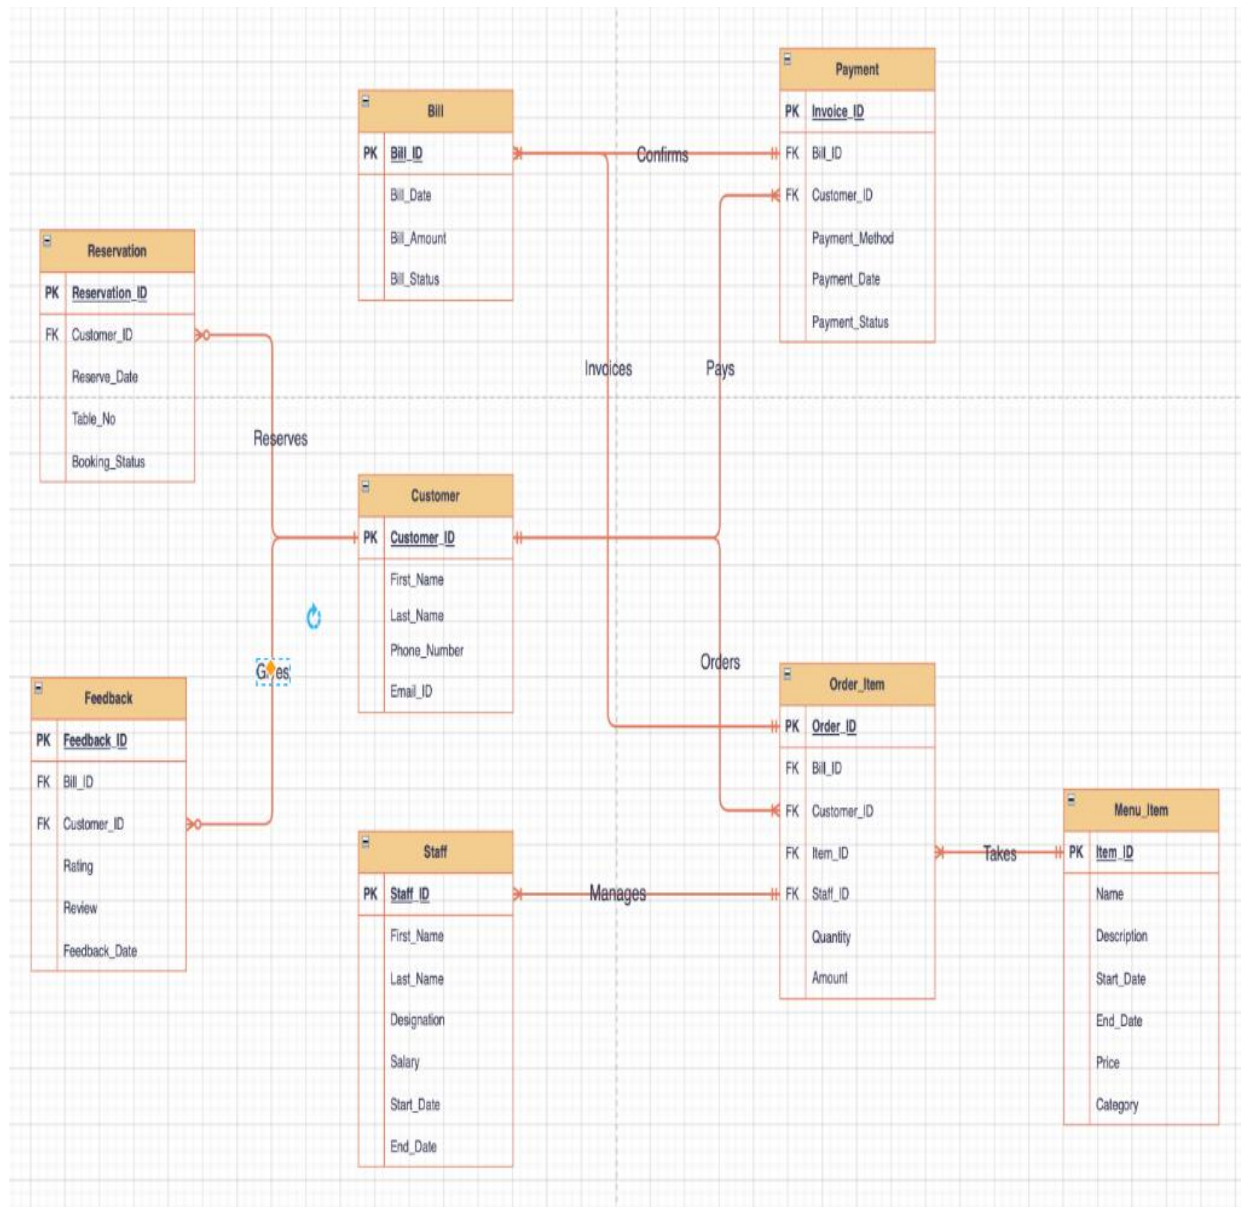 Payment
PK Invoice_ID
FK Bill_ID
FK Customer_ID
Payment_Method
Payment_Date
Payment_Status
Bill
PK Bill_ID
Bill_Date
Bill_Amount
Bill_Status
Confirms
Reservation
PK Reservation_ID
FK Customer_ID
Reserve_Date
Table_No
Booking_Status
Invoices
Pays
Reserves
Customer
PK Customer_ID
First_Name
Last_Name
Phone_Number
Email_ID
Orders
Feedback
PK Feedback_ID
FK Bill_ID
FK Customer_ID
Rating
Review
Feedback_Date
Order_Item
PK Order_ID
FK Bill_ID
FK Customer_ID
FK Item_ID
FK Staff_ID
Quantity
Amount
Takes
Menu_Item
PK Item_ID
Name
Description
Start_Date
End_Date
Price
Category
Staff
PK Staff_ID
First_Name
Last_Name
Designation
Salary
Start_Date
End_Date
Manages